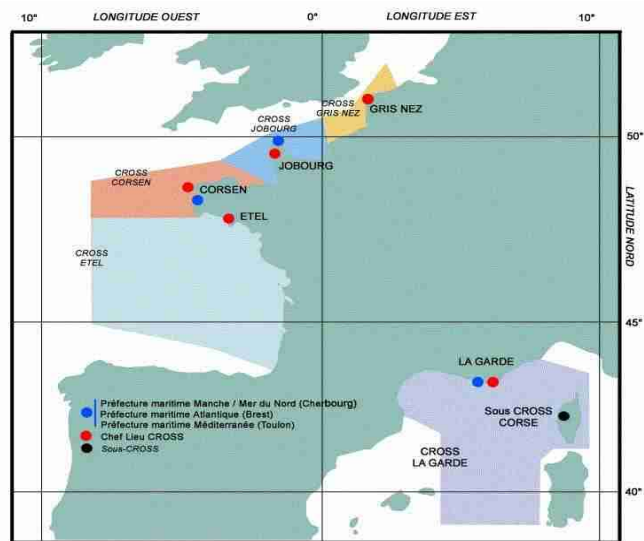 10°
LONGITUDE OUEST
0°
LONGITUDE EST
10°
CROSS
GRIS NEZ
GRIS NEZ
CROSS
JOBOURG
50°
JOBOURG
CROSS
CORSEN
CORSEN
ETEL
LATITUDE NORD
CROSS
ETEL
45°
LA GARDE
Préfecture maritime Manche / Mer du Nord (Cherbourg)
Préfecture maritime Atlantique (Brest)
Préfecture maritime Méditerranée (Toulon)
Chef Lieu CROSS
Sous-CROSS
Sous CROSS
CORSE
CROSS
LA GARDE
40°